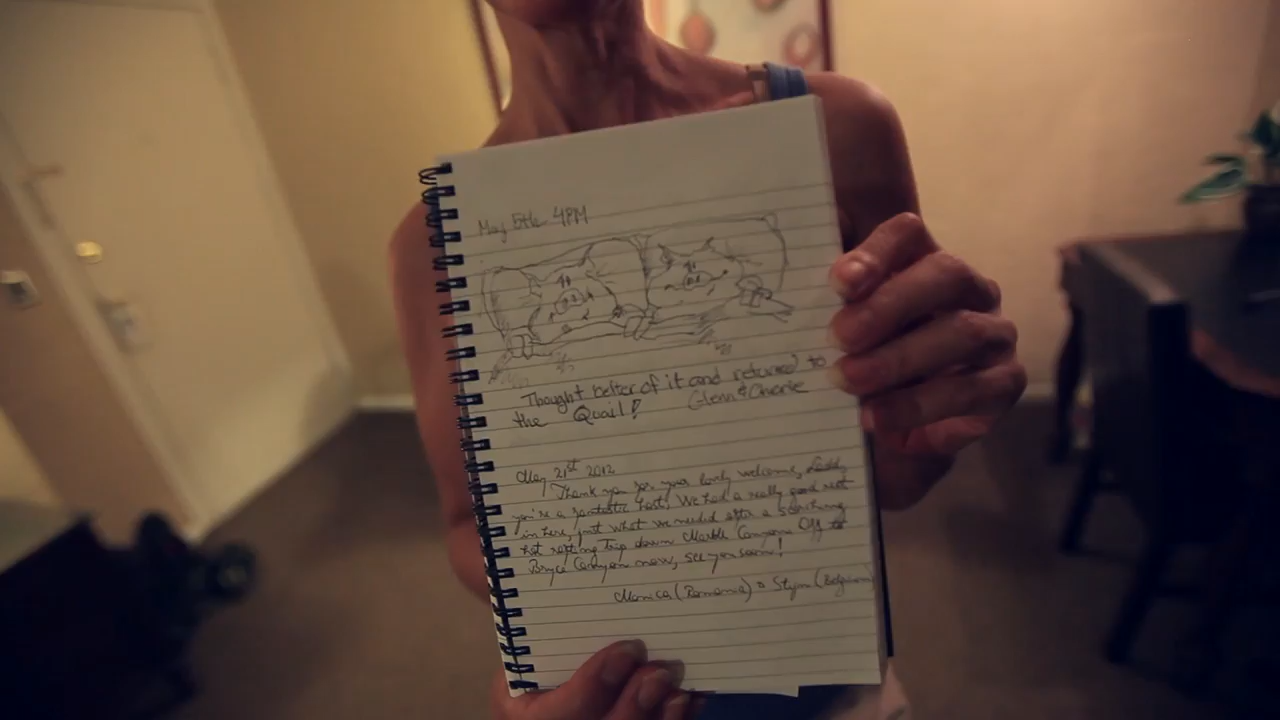 May 5th 4PM
Thought better of it and returned to
the Quail! Glenn & Cherie
May 21st 2012
Thank you for your lovely welcome,
you're a fantastic host. We had a really good rest
in here, just what we needed after a scorching
hot rafting trip down Marble Canyon. Off to
Bryce Canyon now, see you soon!
Monica (Romania) & Stijn (Belgium)